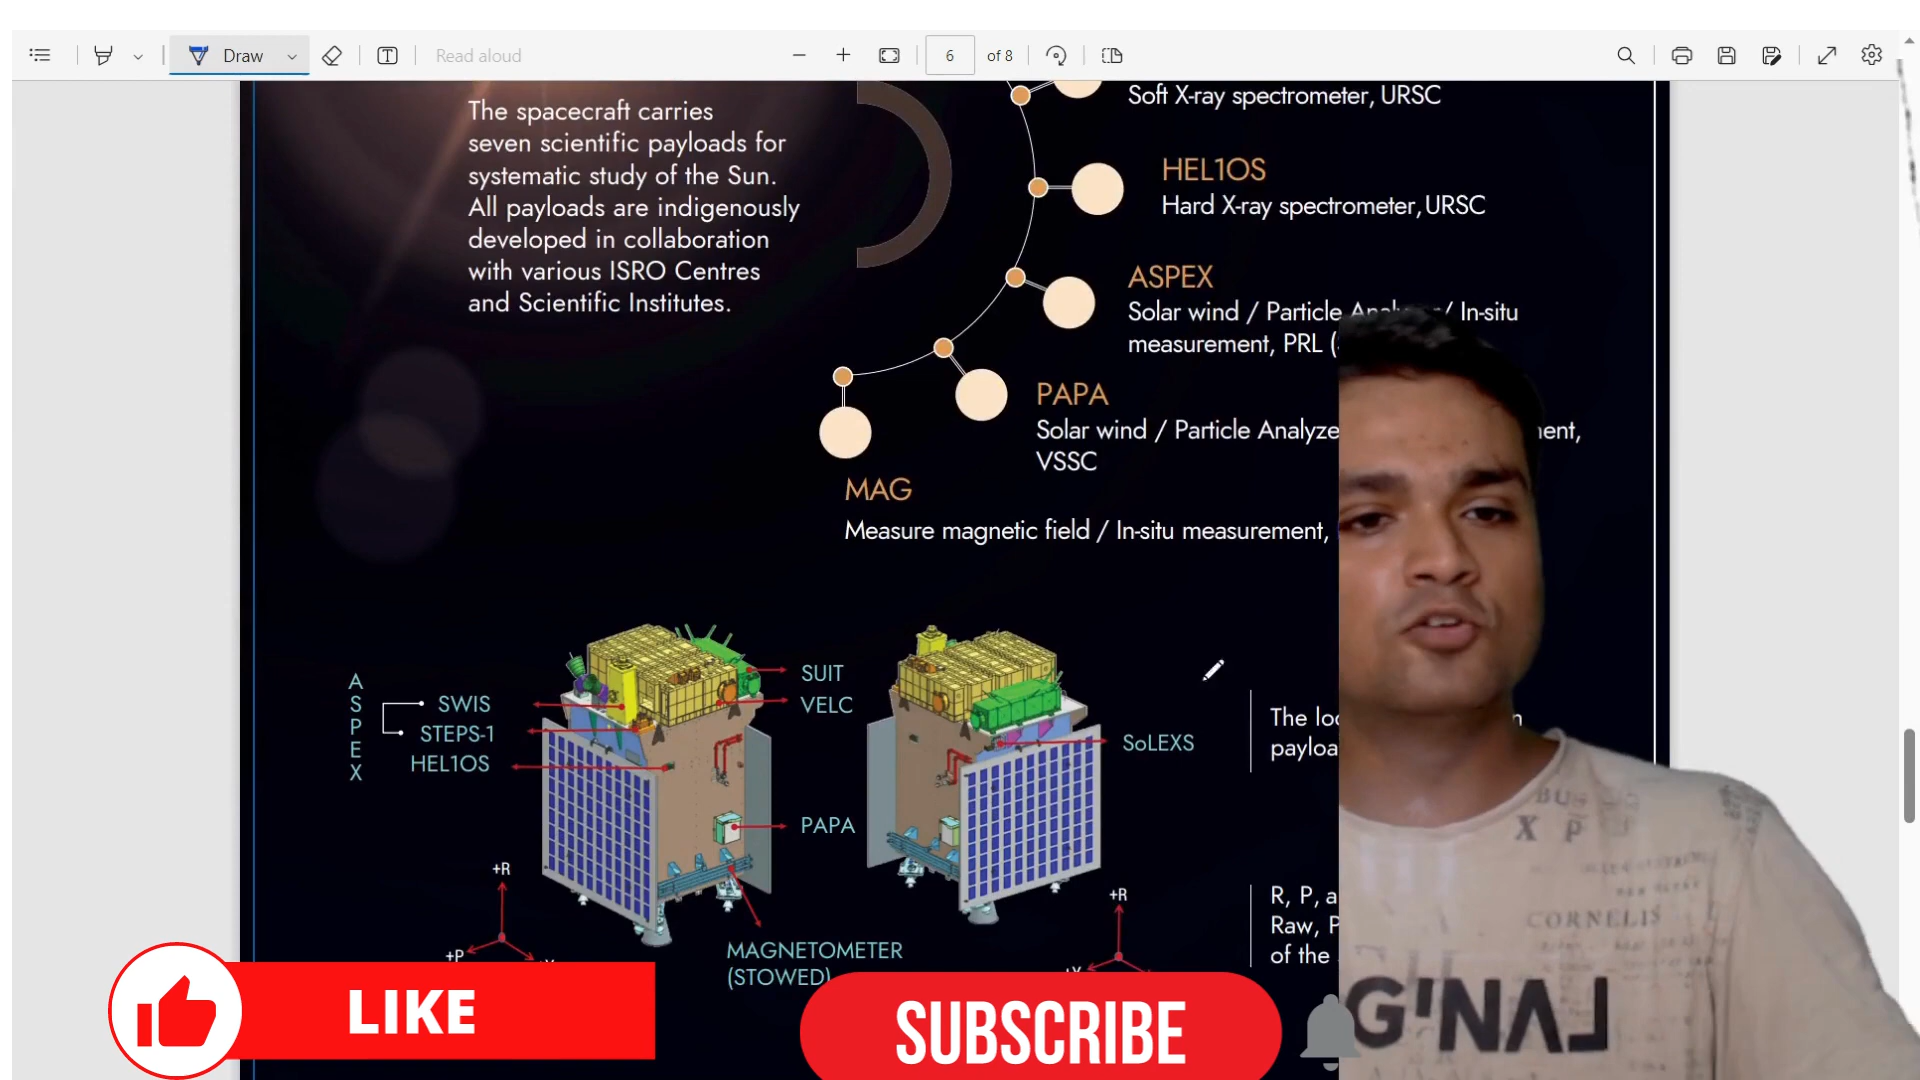 Draw
Read aloud
6 of 8
The spacecraft carries
seven scientific payloads for
systematic study of the Sun.
All payloads are indigenously
developed in collaboration
with various ISRO Centres
and Scientific Institutes.
Soft X-ray spectrometer, URSC
HEL1OS
Hard X-ray spectrometer, URSC
ASPEX
Solar wind / Particle / In-situ
measurement, PRL
PAPA
Solar wind / Particle
VSSC
MAG
Measure magnetic field / In-situ measurement,
ASPEX
SWIS
STEPS-1
HEL1OS
SUIT
VELC
PAPA
MAGNETOMETER
(STOWED)
+R
+P
SoLEXS
+R
The
R, P,
Raw,
of the
BU
X P
CORNELIS
G'NAL
LIKE
SUBSCRIBE